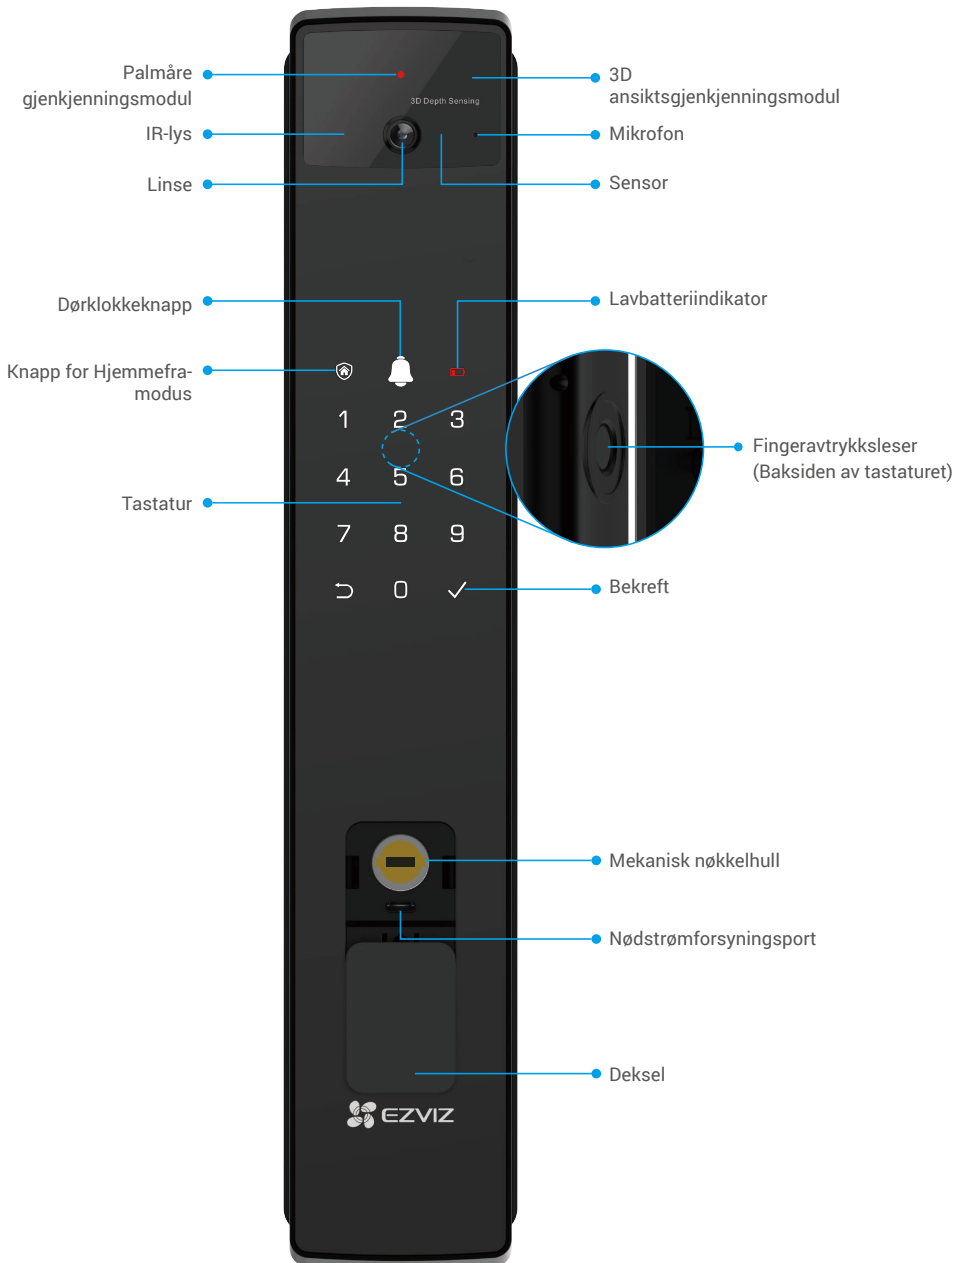 Palmåre
gjenkjenningsmodul
3D
ansiktsgjenkjenningsmodul
3D Depth Sensing
IR-lys
Mikrofon
Linse
Sensor
Dørklokkeknapp
Lavbatteriindikator
Knapp for Hjemmefra-
modus
1 2 3
Fingeravtrykksleser
(Baksiden av tastaturet)
4 5 6
Tastatur
7 8 9
0
Bekreft
Mekanisk nøkkelhull
Nødstrømforsyningsport
Deksel
EZVIZ